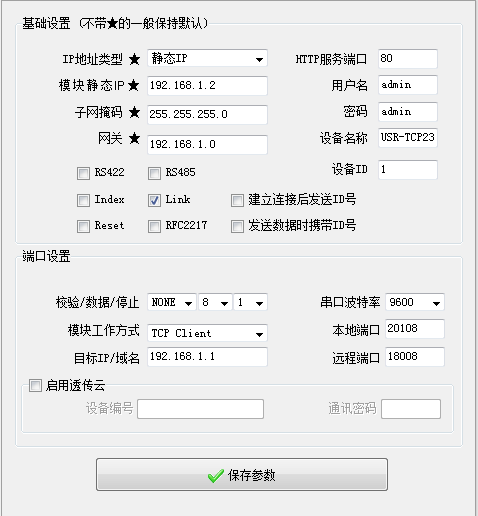 基础设置（不带★的一般保持默认）
IP地址类型 ★ 静态IP HTTP服务端口 80
模块静态IP★ 192.168.1.2 用户名 admin
子网掩码 ★ 255.255.255.0 密码 admin
网关 ★ 192.168.1.0 设备名称 USR-TCP23
RS422 RS485 设备ID 1
Index Link 建立连接后发送ID号
Reset RFC2217 发送数据时携带ID号
端口设置
校验/数据/停止 NONE 8 1 串口波特率 9600
模块工作方式 TCP Client 本地端口 20108
目标IP/域名 192.168.1.1 远程端口 18008
启用透传云
设备编号 通讯密码
保存参数